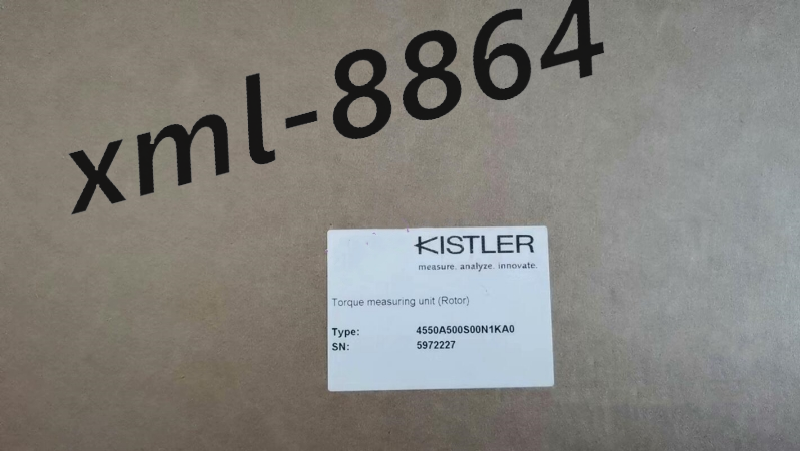 xml-8864
KISTLER
measure. analyze. innovate.
Torque measuring unit (Rotor)
Type: 4550A500S00N1KA0
SN: 5972227